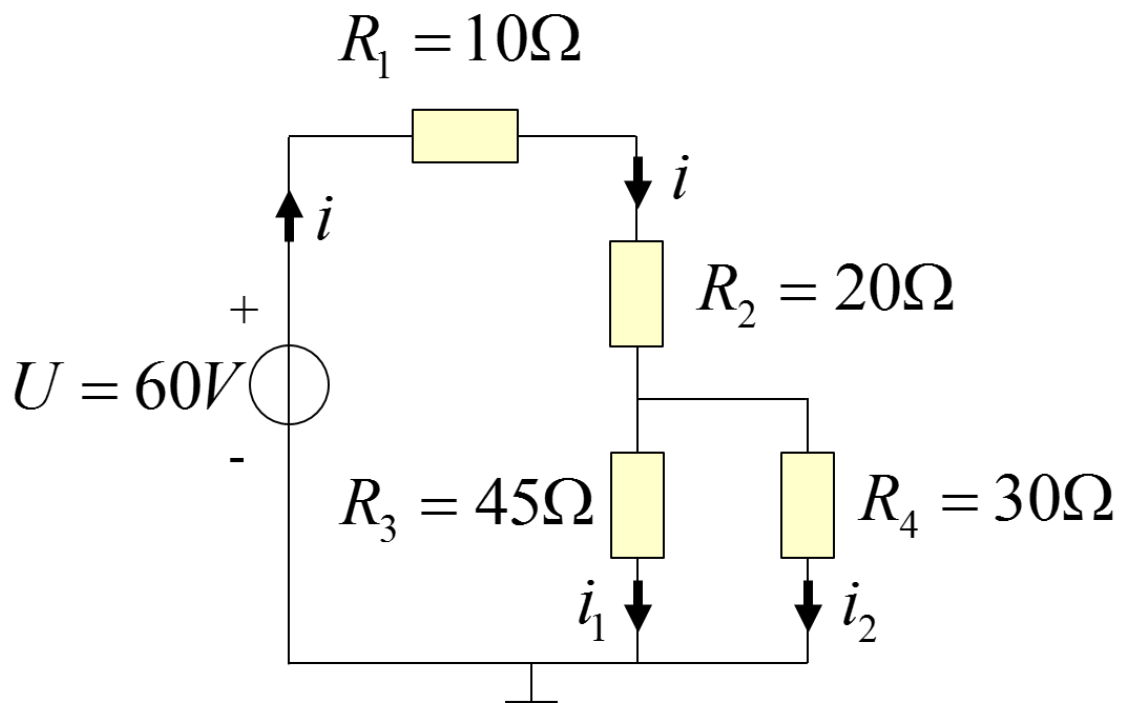 R₁ = 10Ω
i
i
+
R₂ = 20Ω
U = 60V
-
R₃ = 45Ω
R₄ = 30Ω
i₁
i₂